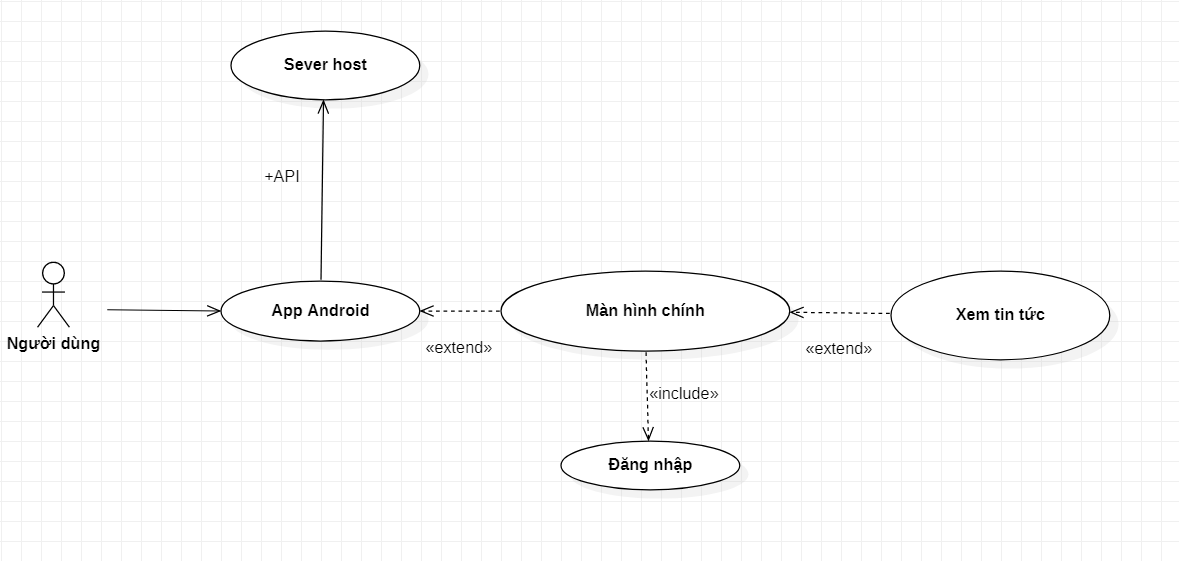 Sever host
+API
App Android
Màn hình chính
Xem tin tức
Người dùng
«extend»
«extend»
«include»
Đăng nhập